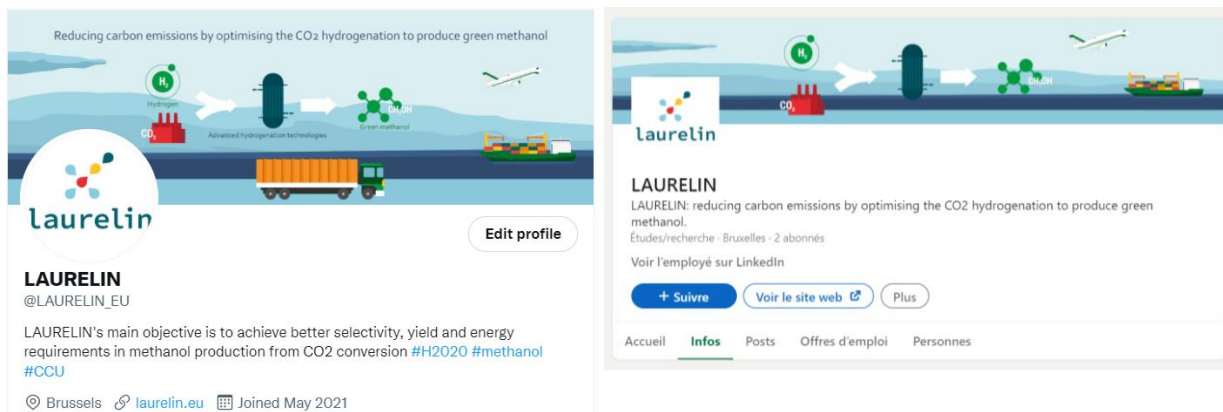 Reducing carbon emissions by optimising the CO2 hydrogenation to produce green methanol
H₂
Hydrogen
CO₂
Advanced hydrogenation technologies
CH₃OH
Green methanol
laurelin
Edit profile
LAURELIN
@LAURELIN_EU
LAURELIN's main objective is to achieve better selectivity, yield and energy
requirements in methanol production from CO2 conversion #H2020 #methanol
#CCU
Brussels laurelin.eu Joined May 2021
H₂
CO₂
CH₃OH
laurelin
LAURELIN
LAURELIN: reducing carbon emissions by optimising the CO2 hydrogenation to produce green
methanol.
Études/recherche · Bruxelles · 2 abonnés
Voir l'employé sur LinkedIn
+ Suivre Voir le site web Plus
Accueil Infos Posts Offres d'emploi Personnes